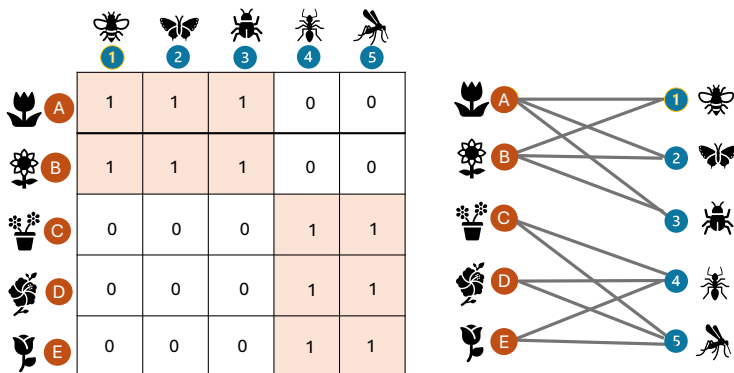 1 2 3 4 5
A 1 1 1 0 0
B 1 1 1 0 0
C 0 0 0 1 1
D 0 0 0 1 1
E 0 0 0 1 1
A 1
B 2
C 3
D 4
E 5